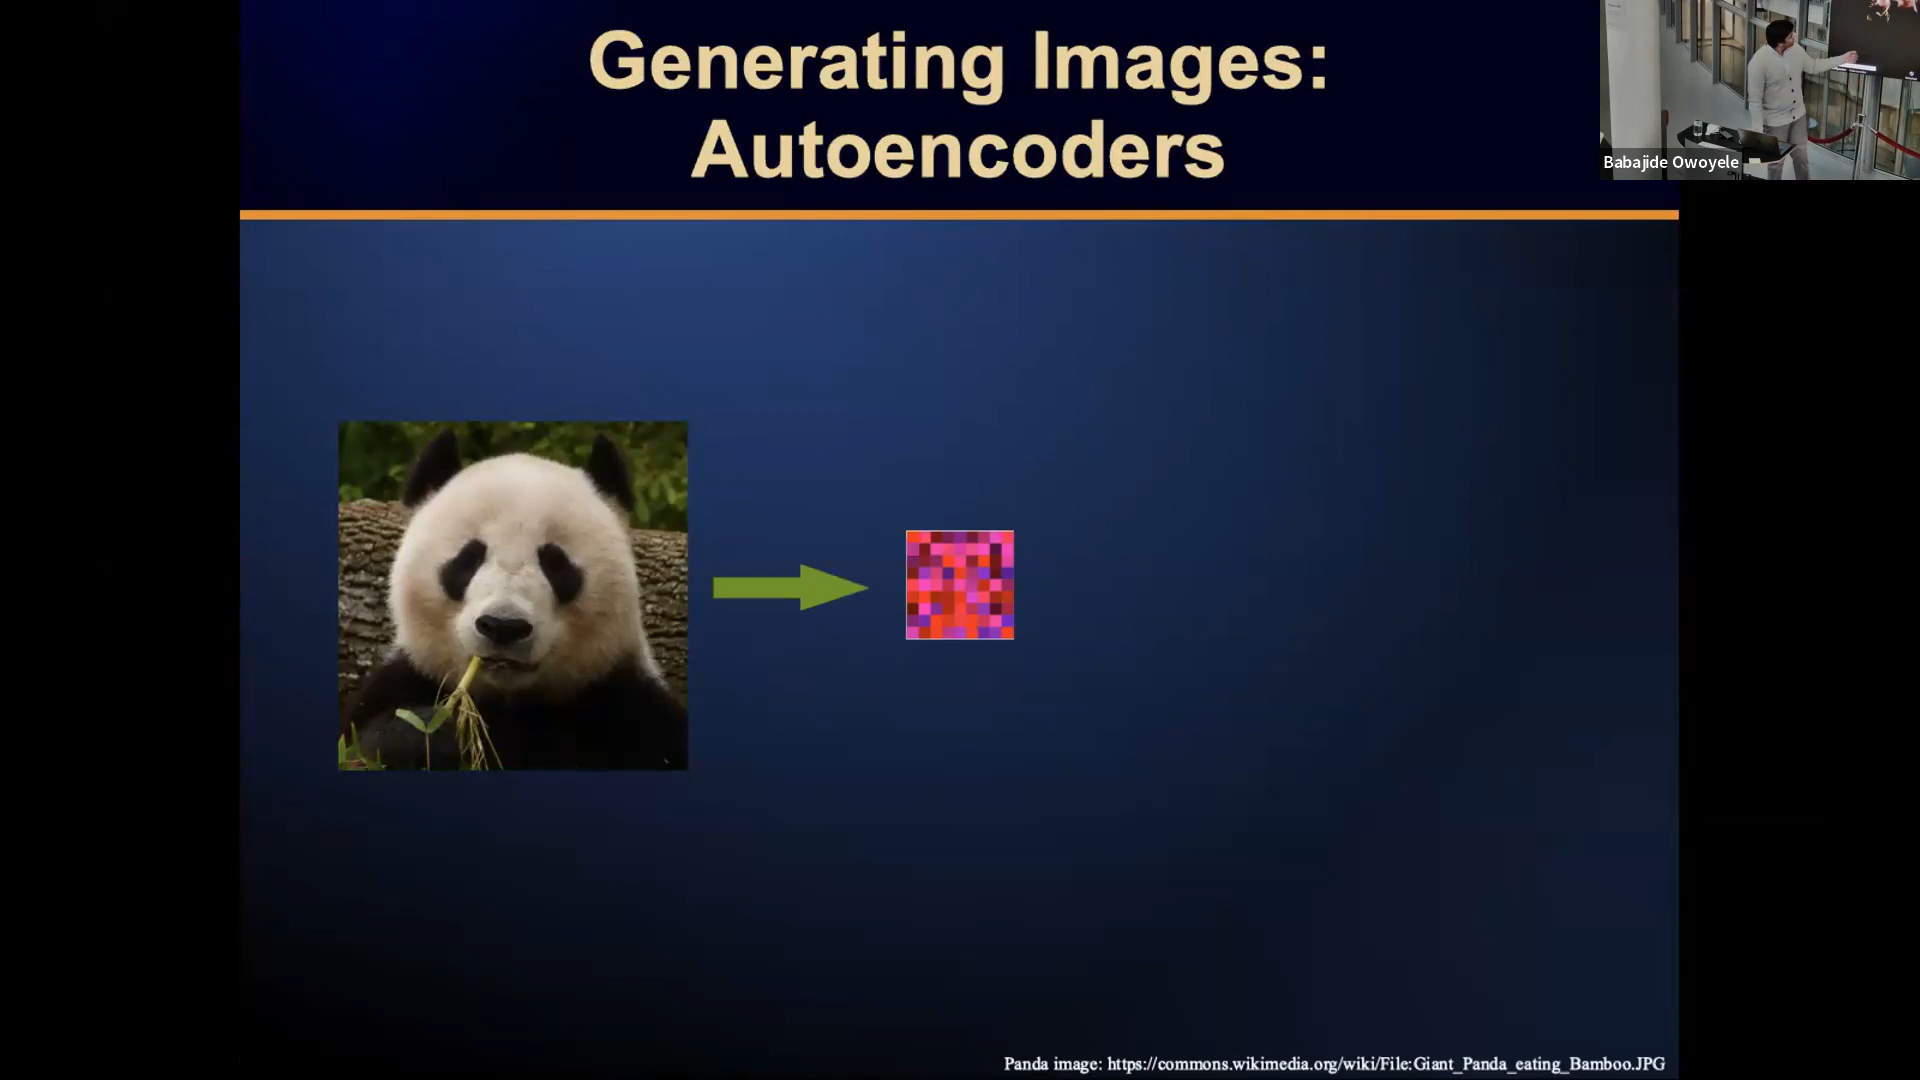 Generating Images:
Autoencoders
Babajide Owoyele
Panda image: https://commons.wikimedia.org/wiki/File:Giant_Panda_eating_Bamboo.JPG